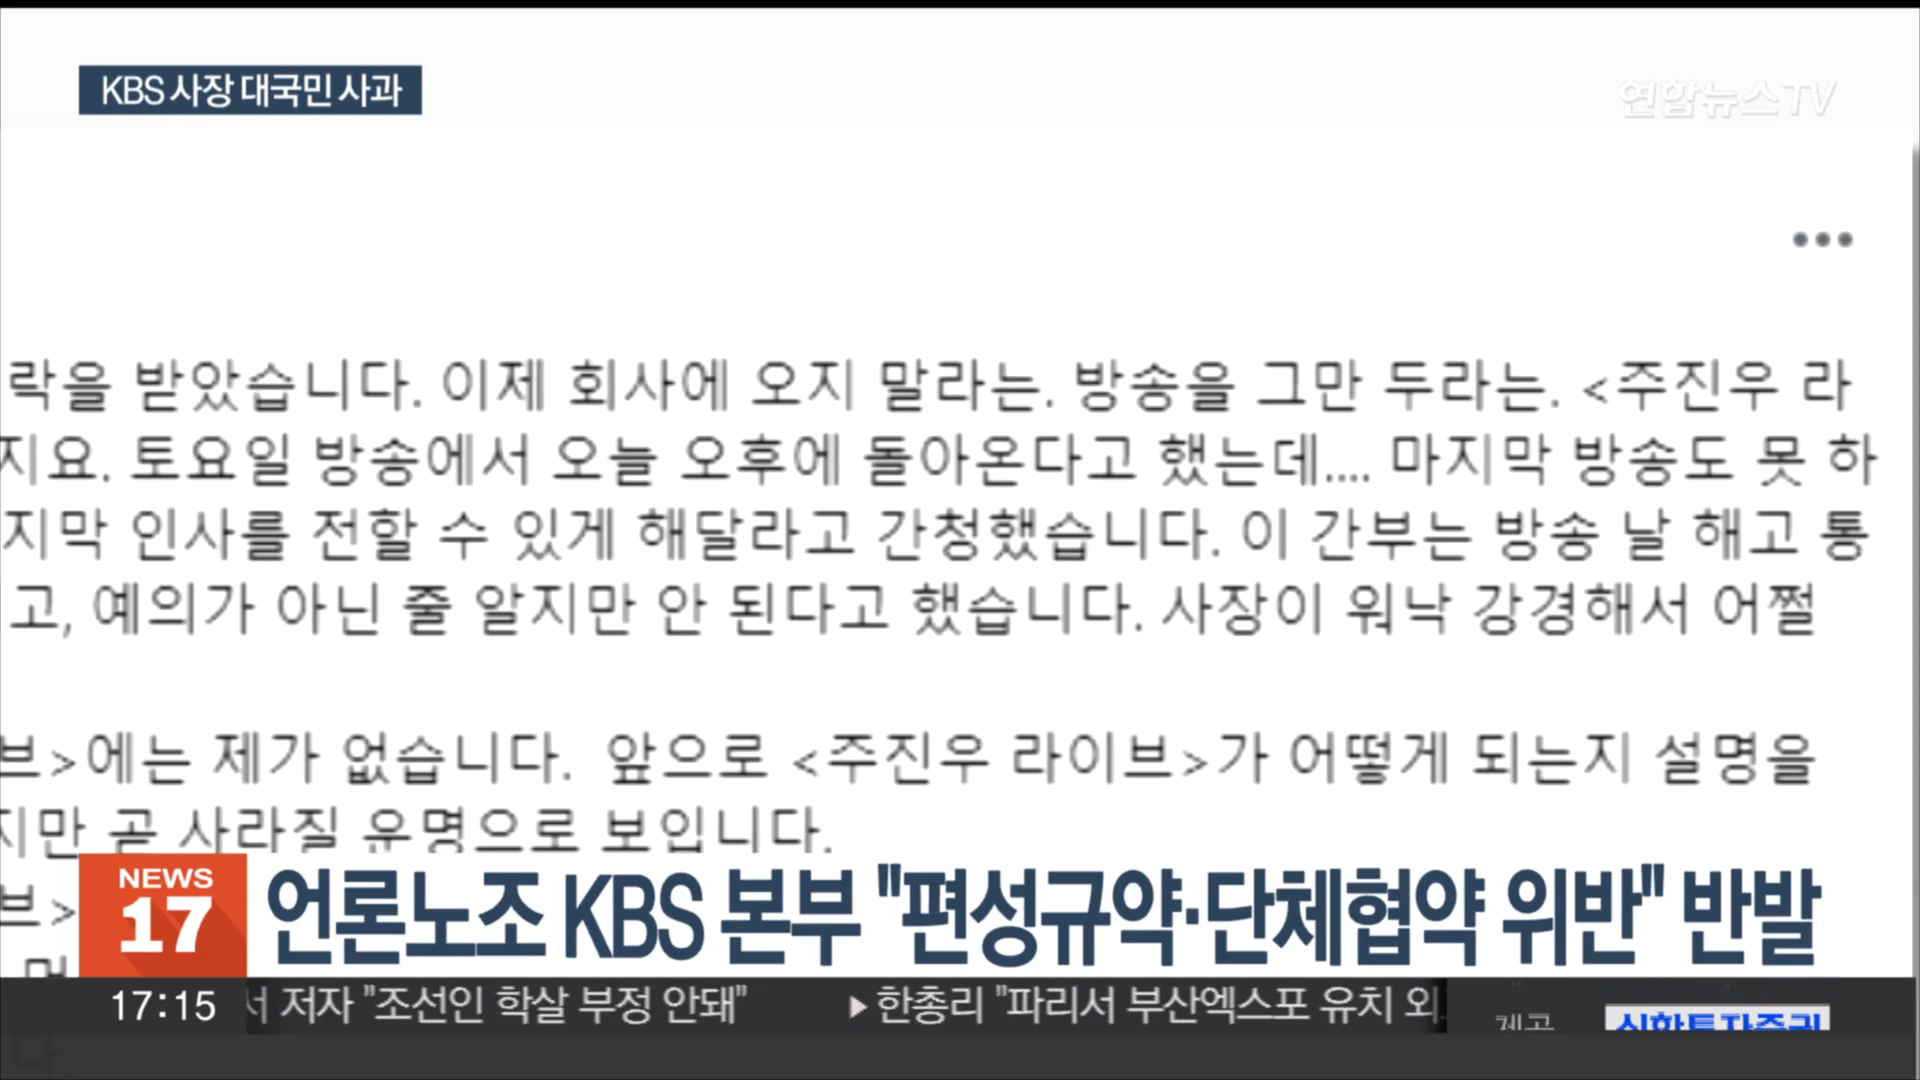 KBS 사장 대국민 사과
연합뉴스TV
락을 받았습니다. 이제 회사에 오지 말라는. 방송을 그만 두라는. <주진우 라
지요. 토요일 방송에서 오늘 오후에 돌아온다고 했는데.... 마지막 방송도 못 하
지막 인사를 전할 수 있게 해달라고 간청했습니다. 이 간부는 방송 날 해고 통
고, 예의가 아닌 줄 알지만 안 된다고 했습니다. 사장이 워낙 강경해서 어쩔
브>에는 제가 없습니다. 앞으로 <주진우 라이브>가 어떻게 되는지 설명을
지만 곧 사라질 운명으로 보입니다.
브>
NEWS
17
언론노조 KBS 본부 "편성규약·단체협약 위반" 반발
17:15
서 저자 "조선인 학살 부정 안돼" ▶한총리 "파리서 부산엑스포 유치 외
제공 신한투자증권